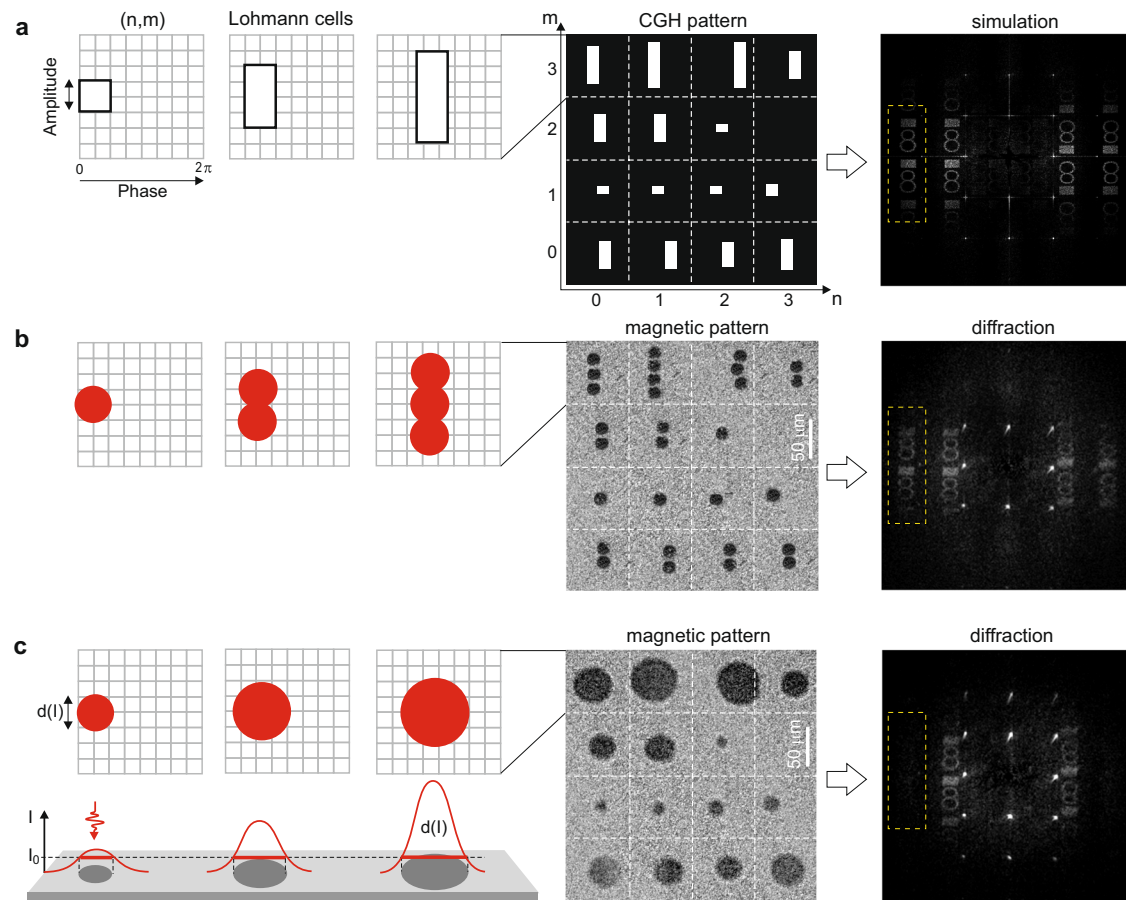 a
(n,m)
Lohmann cells
m
CGH pattern
simulation
Amplitude
0
2π
Phase
3
2
1
0
0
1
2
3
n
b
magnetic pattern
diffraction
50 µm
c
magnetic pattern
diffraction
d(I)
50 µm
I
I0
d(I)